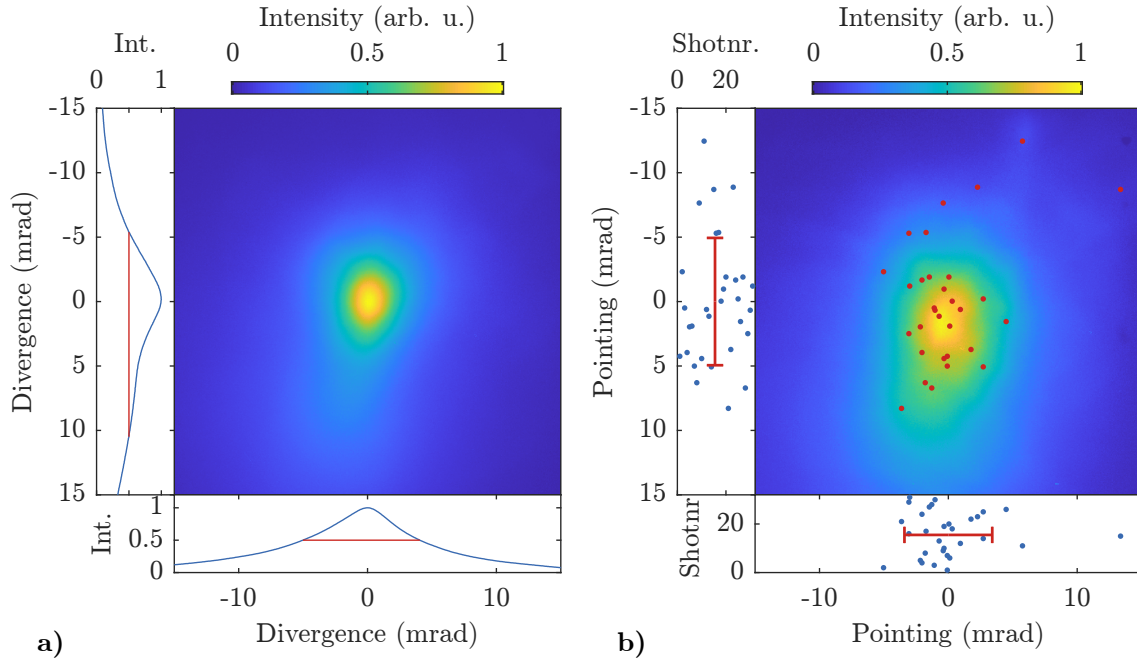 Intensity (arb. u.)
Int.
0 0.5 1
0 1
-15
-10
-5
0
5
10
15
Divergence (mrad)
Int.
1
0.5
0
-10 0 10
Divergence (mrad)
a)
Intensity (arb. u.)
Shotnr.
0 0.5 1
0 20
-15
-10
-5
0
5
10
15
Pointing (mrad)
Shotnr
20
0
-10 0 10
Pointing (mrad)
b)